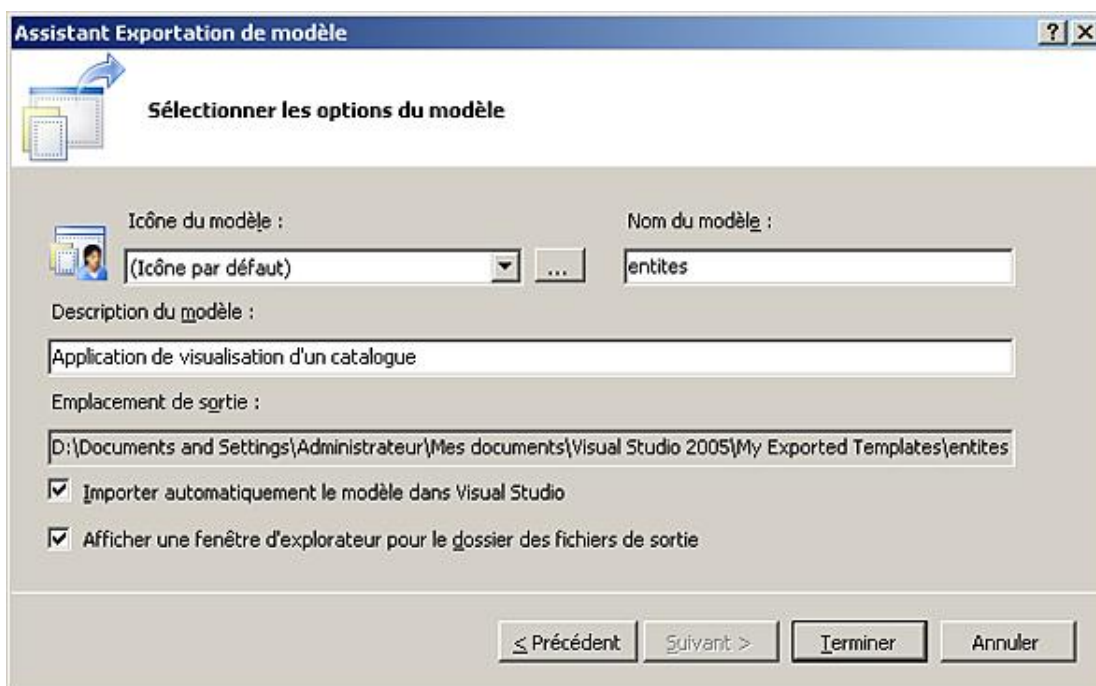 Assistant Exportation de modèle
Sélectionner les options du modèle
Icône du modèle :
Nom du modèle :
(Icône par défaut)
...
entites
Description du modèle :
Application de visualisation d'un catalogue
Emplacement de sortie :
D:\Documents and Settings\Administrateur\Mes documents\Visual Studio 2005\My Exported Templates\entites
Importer automatiquement le modèle dans Visual Studio
Afficher une fenêtre d'explorateur pour le dossier des fichiers de sortie
< Précédent
Suivant >
Terminer
Annuler